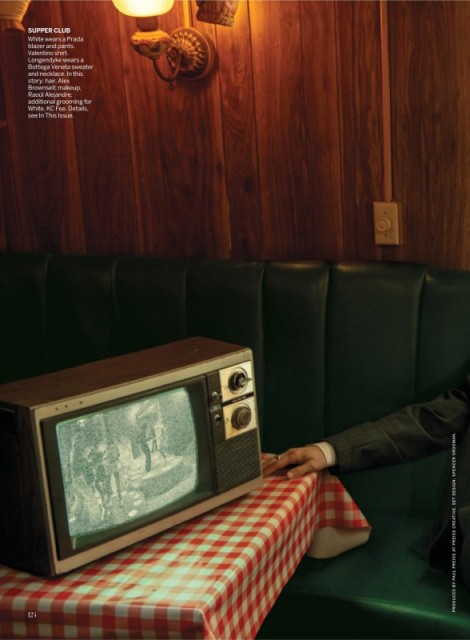 SUPPER CLUB
White wears a Prada
blazer and pants.
Valentino shirt.
Longendyke wears a
Bottega Veneta sweater
and necklace. In this
story: hair, Alex
Brownsell; makeup,
Raoúl Alejandre;
additional grooming for
White, KC Fee. Details,
see In This Issue.
PRODUCED BY PAUL PREISS AT PREISS CREATIVE. SET DESIGN: SPENCER VROOMAN.
124